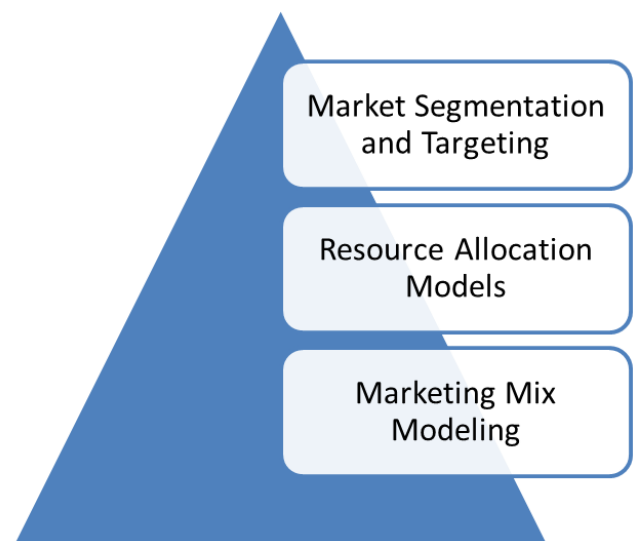 Market Segmentation
and Targeting
Resource Allocation
Models
Marketing Mix
Modeling